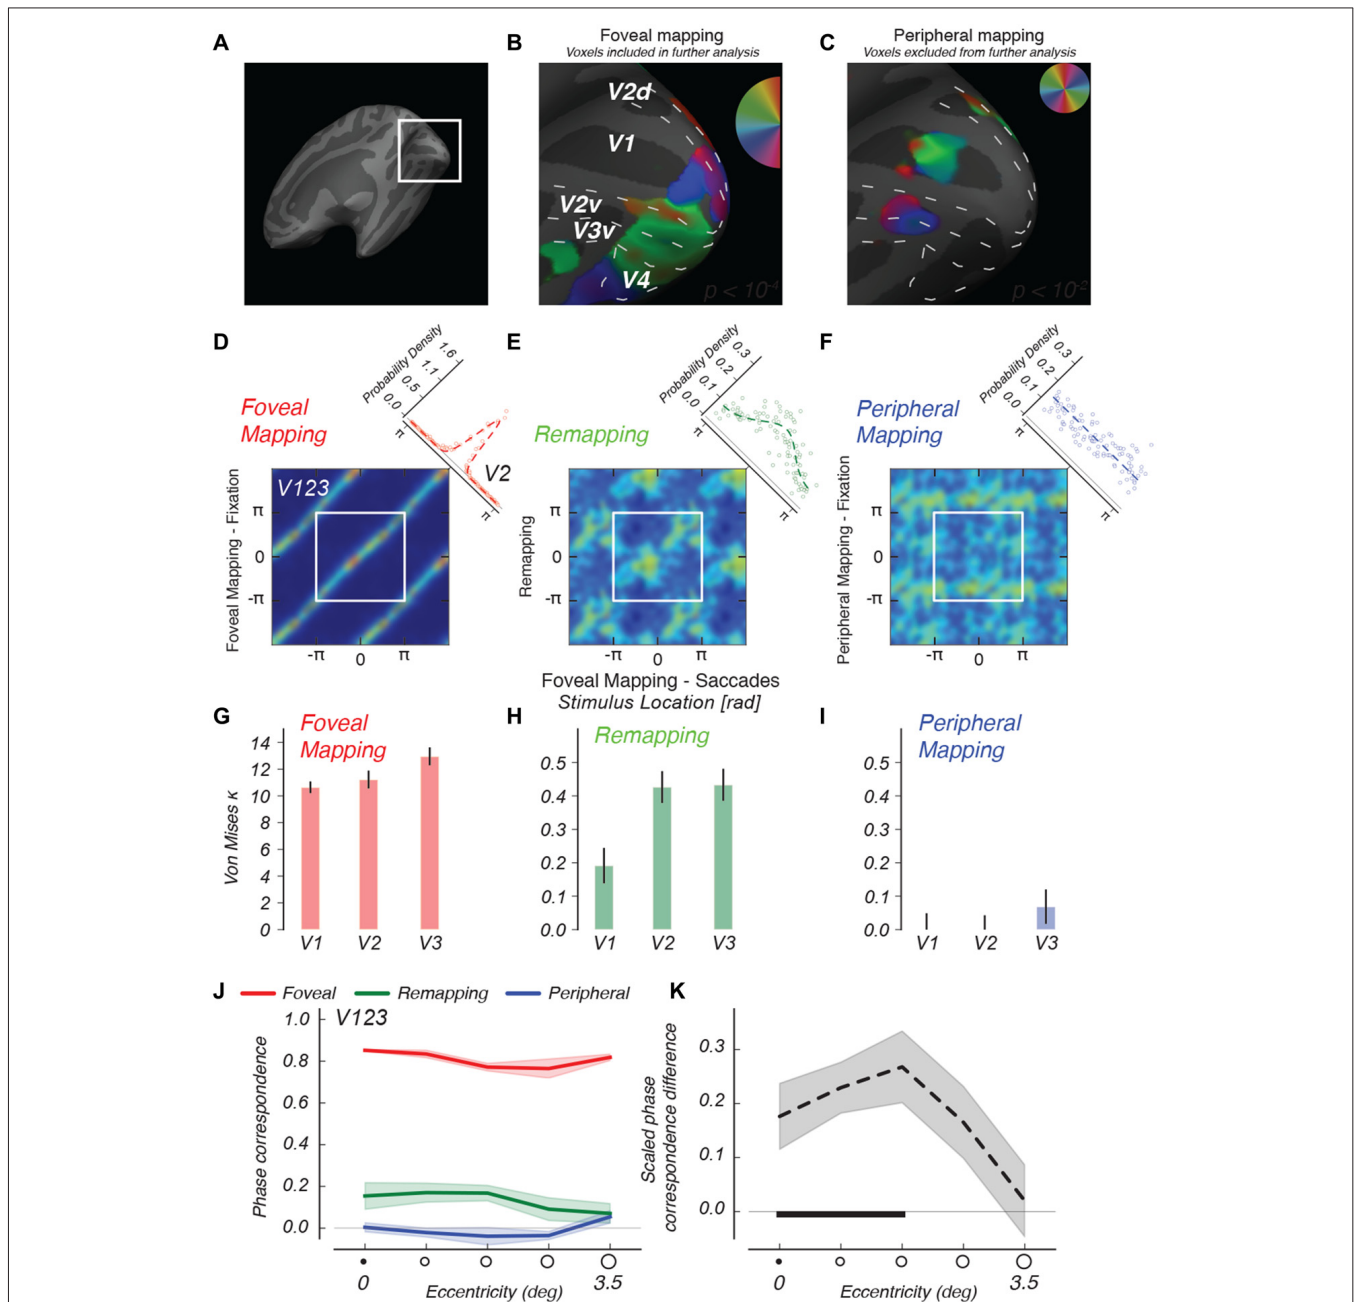 A
B
Foveal mapping
Voxels included in further analysis
C
Peripheral mapping
Voxels excluded from further analysis
V2d
V1
V2v
V3v
V4
p < 10-4
p < 10-2
D
Foveal
Mapping
Probability Density
0.0 0.5 1.1 1.6
π
π
V2
V123
Foveal Mapping - Fixation
π
0
-π
-π 0 π
E
Remapping
Probability Density
0.0 0.1 0.2 0.3
π
π
Remapping
π
0
-π
-π 0 π
Foveal Mapping - Saccades
Stimulus Location [rad]
F
Peripheral
Mapping
Probability Density
0.0 0.1 0.2 0.3
π
π
Peripheral Mapping - Fixation
π
0
-π
-π 0 π
G
Foveal
Mapping
Von Mises κ
14
12
10
8
6
4
2
0
V1 V2 V3
H
Remapping
0.5
0.4
0.3
0.2
0.1
0.0
V1 V2 V3
I
Peripheral
Mapping
0.5
0.4
0.3
0.2
0.1
0.0
V1 V2 V3
J
Foveal Remapping Peripheral
V123
Phase correspondence
1.0
0.8
0.6
0.4
0.2
0.0
0 3.5
Eccentricity (deg)
K
Scaled phase
correspondence difference
0.3
0.2
0.1
0.0
0 3.5
Eccentricity (deg)